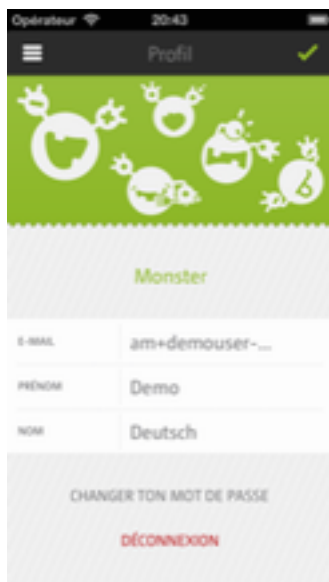 Opérateur 20:43
Profil
Monster
E-MAIL am+demouser-...
PRÉNOM Demo
NOM Deutsch
CHANGER TON MOT DE PASSE
DÉCONNEXION